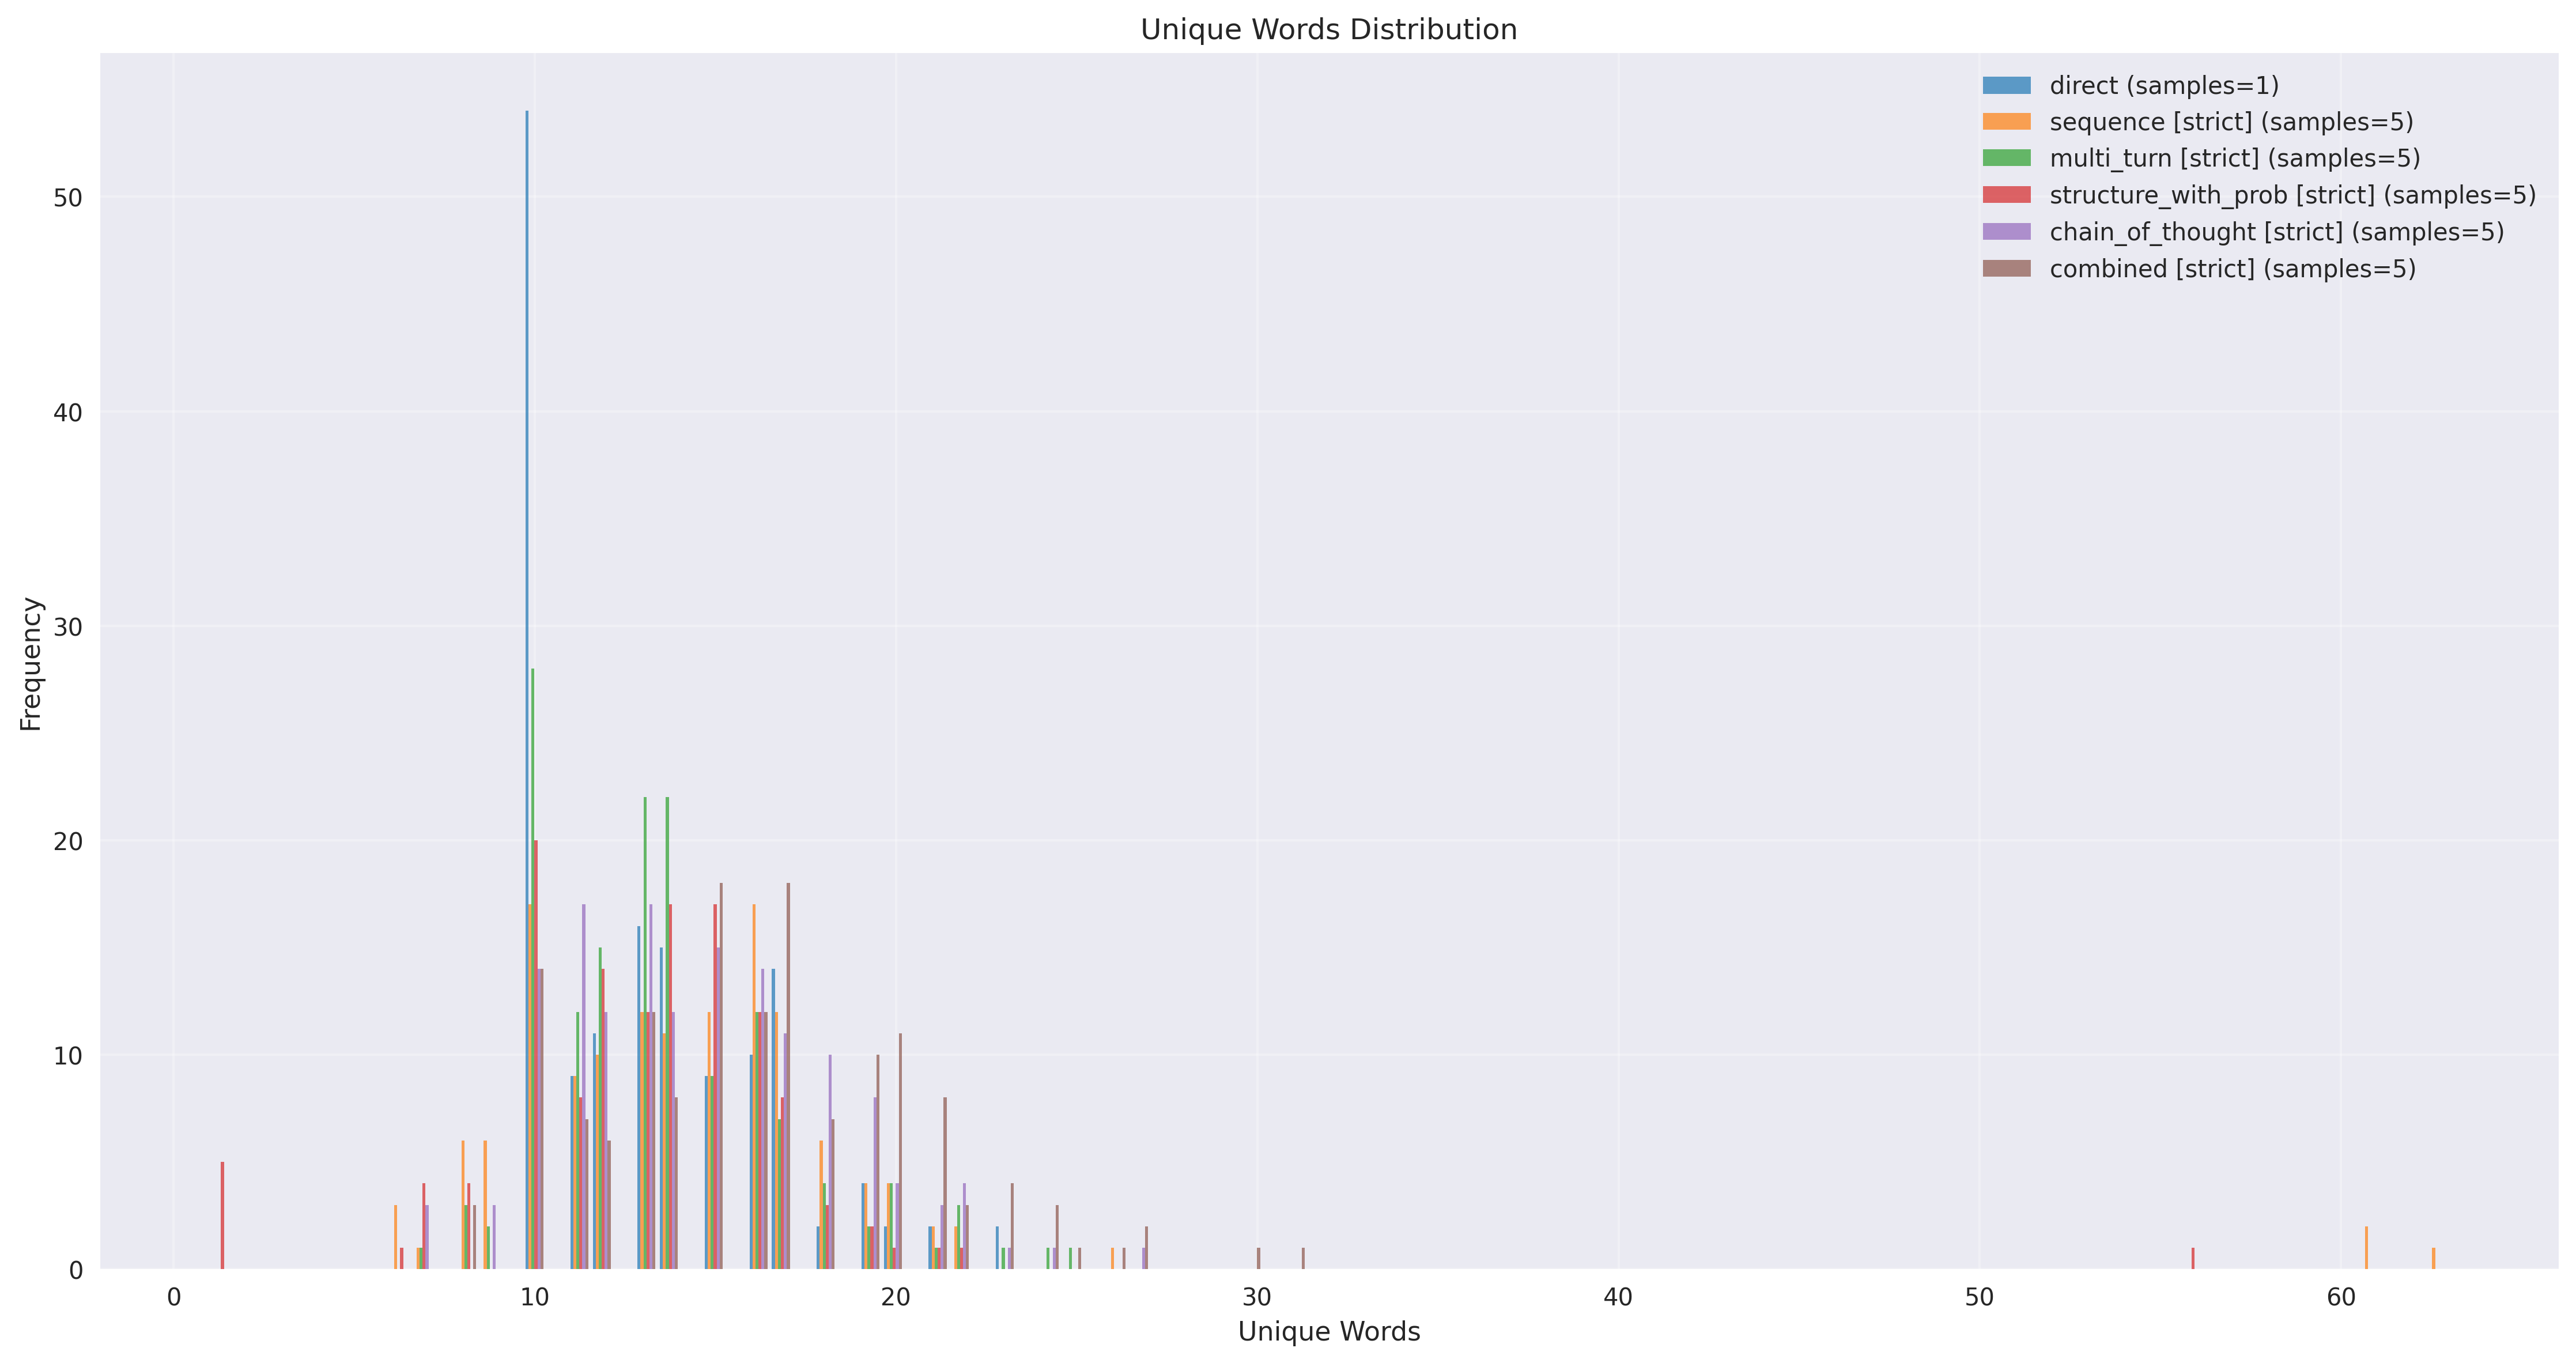 Unique Words Distribution
direct (samples=1)
sequence [strict] (samples=5)
multi_turn [strict] (samples=5)
structure_with_prob [strict] (samples=5)
chain_of_thought [strict] (samples=5)
combined [strict] (samples=5)
Frequency
50
40
30
20
10
0
0 10 20 30 40 50 60
Unique Words